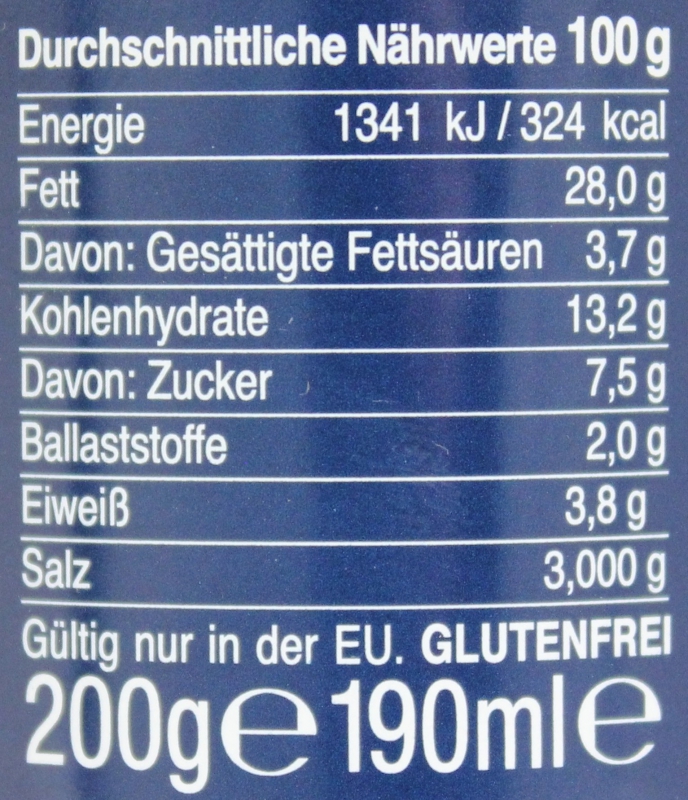 Durchschnittliche Nährwerte 100 g
Energie 1341 kJ / 324 kcal
Fett 28,0 g
Davon: Gesättigte Fettsäuren 3,7 g
Kohlenhydrate 13,2 g
Davon: Zucker 7,5 g
Ballaststoffe 2,0 g
Eiweiß 3,8 g
Salz 3,000 g
Gültig nur in der EU. GLUTENFREI
200g℮ 190ml℮